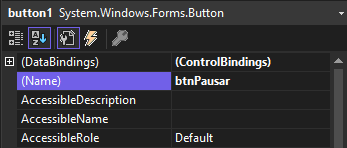 button1 System.Windows.Forms.Button
(DataBindings) (ControlBindings)
(Name) btnPausar
AccessibleDescription
AccessibleName
AccessibleRole Default